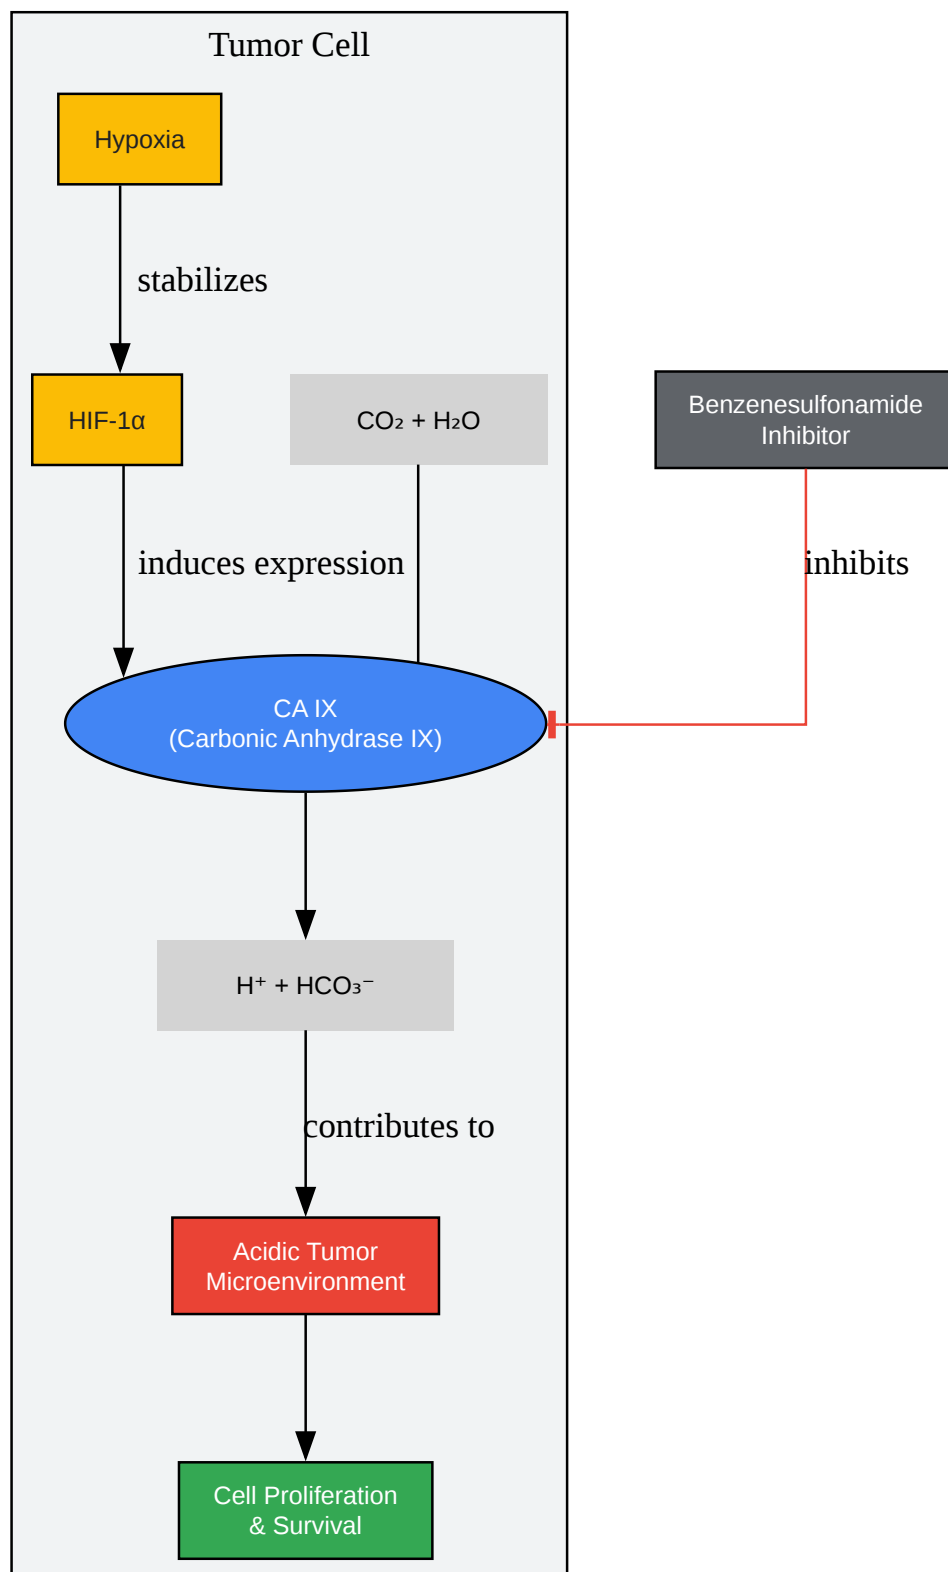 Tumor Cell
Hypoxia
stabilizes
HIF-1α
CO₂ + H₂O
Benzenesulfonamide
Inhibitor
induces expression
inhibits
CA IX
(Carbonic Anhydrase IX)
H⁺ + HCO₃⁻
contributes to
Acidic Tumor
Microenvironment
Cell Proliferation
& Survival